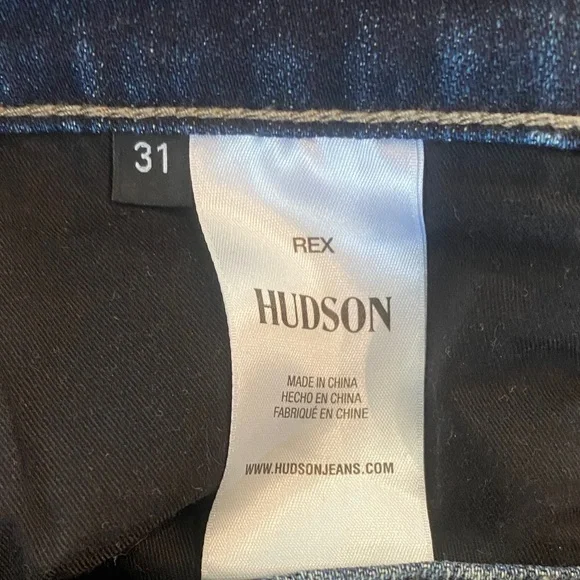 31
REX
HUDSON
MADE IN CHINA
HECHO EN CHINA
FABRIQUÉ EN CHINE
WWW.HUDSONJEANS.COM